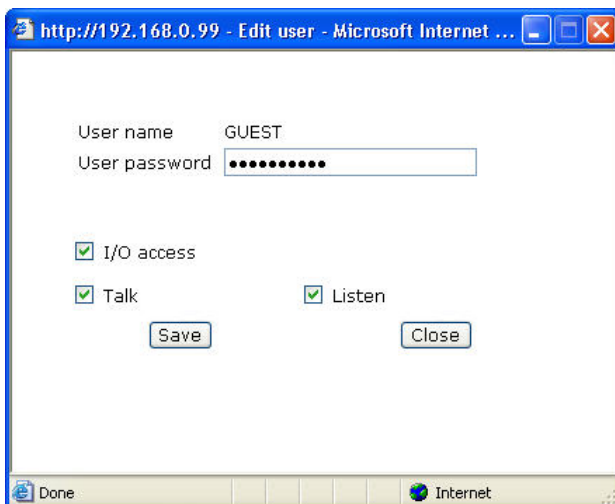 http://192.168.0.99 - Edit user - Microsoft Internet ...
User name GUEST
User password ••••••••••
I/O access
Talk Listen
Save Close
Done Internet